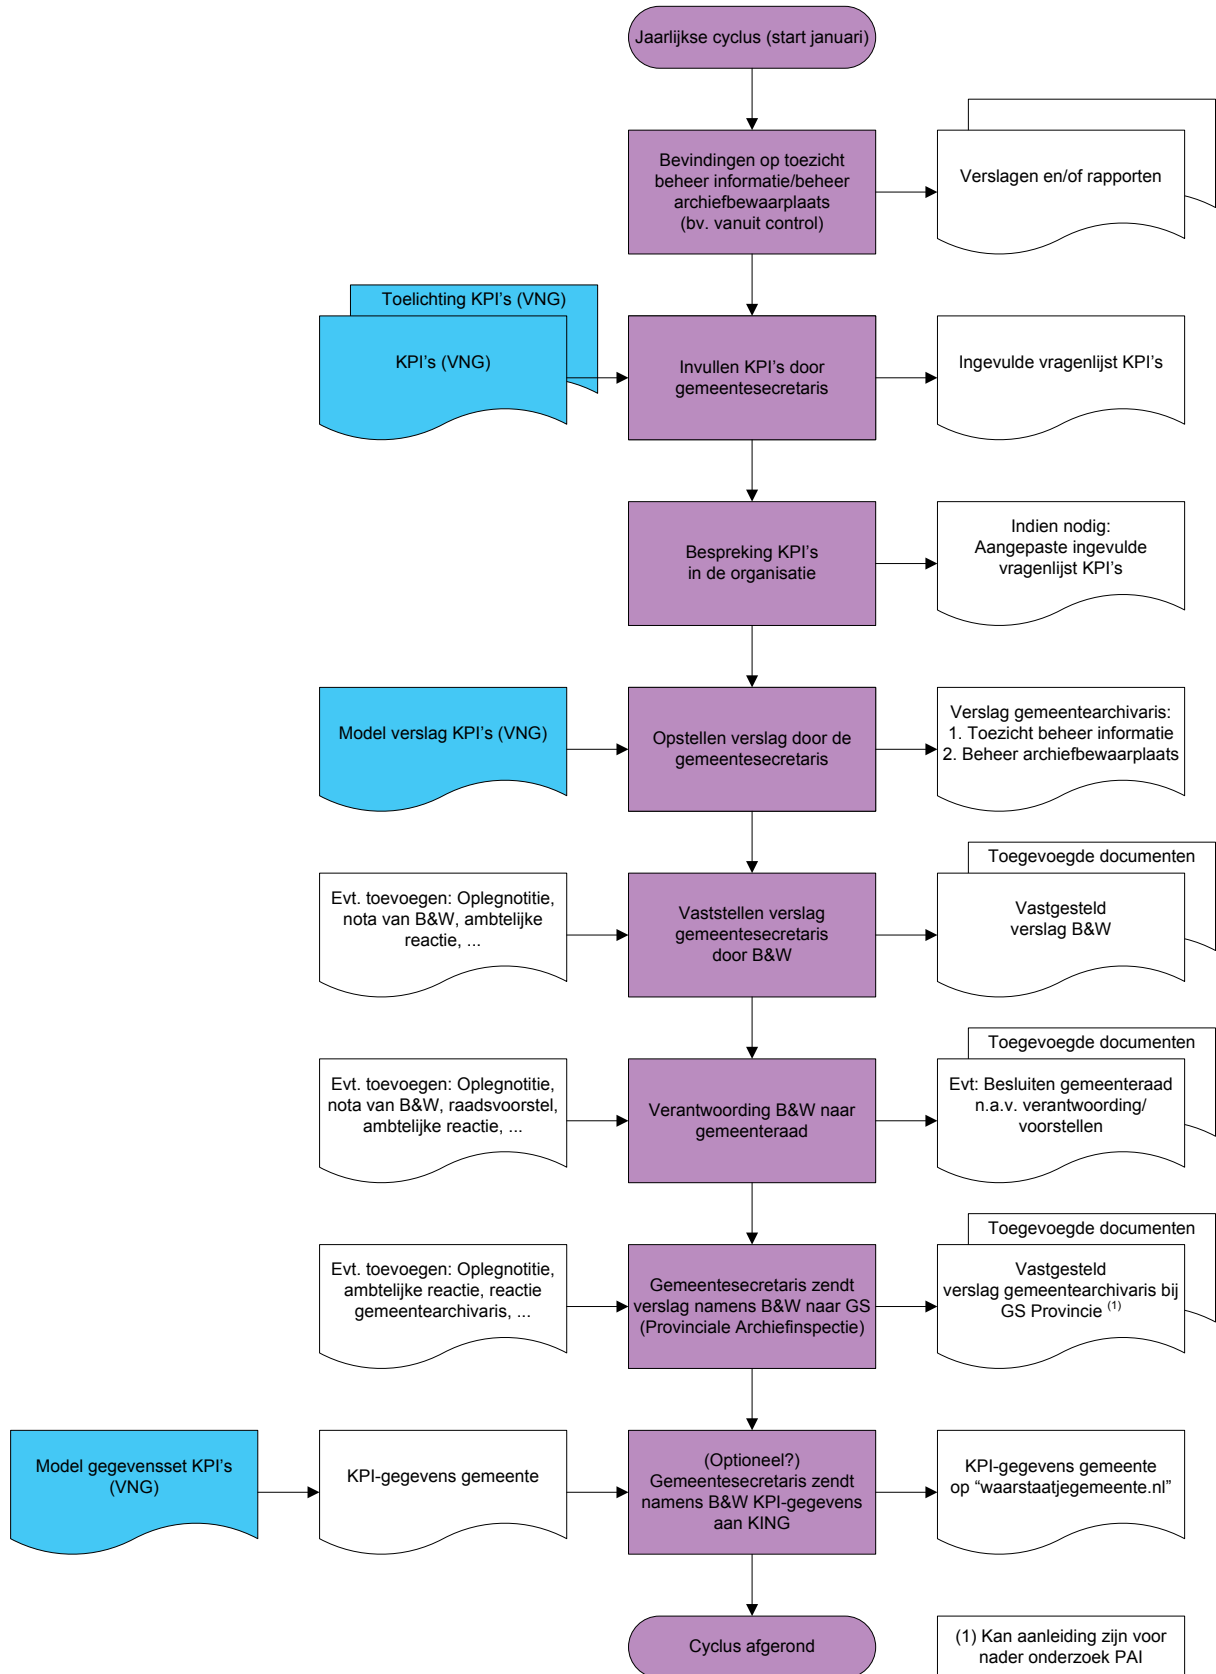 Jaarlijkse cyclus (start januari)
Bevindingen op toezicht
beheer informatie/beheer
archiefbewaarplaats
(bv. vanuit control)
Verslagen en/of rapporten
Toelichting KPI's (VNG)
KPI's (VNG)
Invullen KPI's door
gemeentesecretaris
Ingevulde vragenlijst KPI's
Bespreking KPI's
in de organisatie
Indien nodig:
Aangepaste ingevulde
vragenlijst KPI's
Model verslag KPI's (VNG)
Opstellen verslag door de
gemeentesecretaris
Verslag gemeentearchivaris:
1. Toezicht beheer informatie
2. Beheer archiefbewaarplaats
Evt. toevoegen: Oplegnotitie,
nota van B&W, ambtelijke
reactie, ...
Vaststellen verslag
gemeentesecretaris
door B&W
Toegevoegde documenten
Vastgesteld
verslag B&W
Evt. toevoegen: Oplegnotitie,
nota van B&W, raadsvoorstel,
ambtelijke reactie, ...
Verantwoording B&W naar
gemeenteraad
Toegevoegde documenten
Evt: Besluiten gemeenteraad
n.a.v. verantwoording/
voorstellen
Evt. toevoegen: Oplegnotitie,
ambtelijke reactie, reactie
gemeentearchivaris, ...
Gemeentesecretaris zendt
verslag namens B&W naar GS
(Provinciale Archiefinspectie)
Toegevoegde documenten
Vastgesteld
verslag gemeentearchivaris bij
GS Provincie (1)
Model gegevensset KPI's
(VNG)
KPI-gegevens gemeente
(Optioneel?)
Gemeentesecretaris zendt
namens B&W KPI-gegevens
aan KING
KPI-gegevens gemeente
op “waarstaatjegemeente.nl”
Cyclus afgerond
(1) Kan aanleiding zijn voor
nader onderzoek PAI